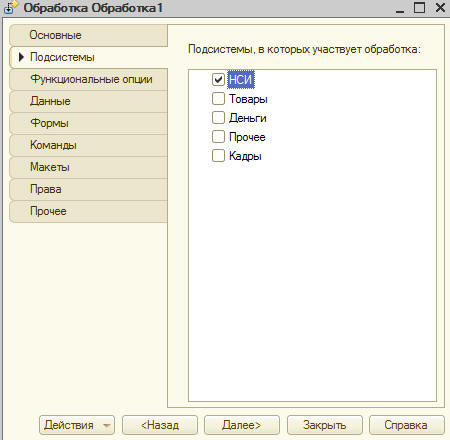 Обработка Обработка1
Основные
Подсистемы
Функциональные опции
Данные
Формы
Команды
Макеты
Права
Прочее
Подсистемы, в которых участвует обработка:
НСИ
Товары
Деньги
Прочее
Кадры
Действия
<Назад
Далее>
Закрыть
Справка